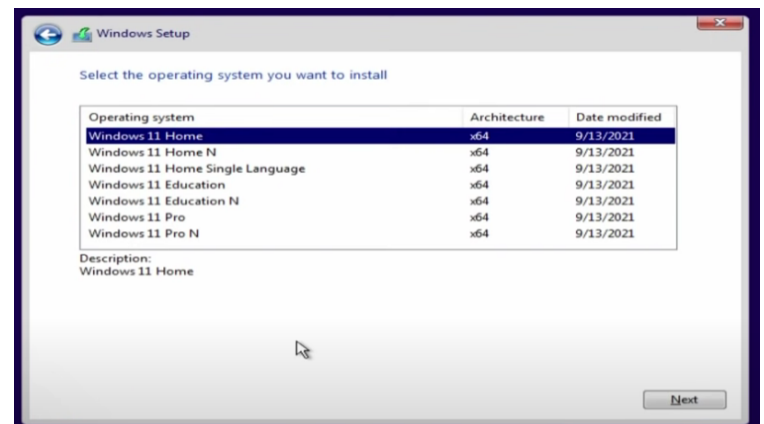 Windows Setup
Select the operating system you want to install
Operating system Architecture Date modified
Windows 11 Home x64 9/13/2021
Windows 11 Home N x64 9/13/2021
Windows 11 Home Single Language x64 9/13/2021
Windows 11 Education x64 9/13/2021
Windows 11 Education N x64 9/13/2021
Windows 11 Pro x64 9/13/2021
Windows 11 Pro N x64 9/13/2021
Description:
Windows 11 Home
Next